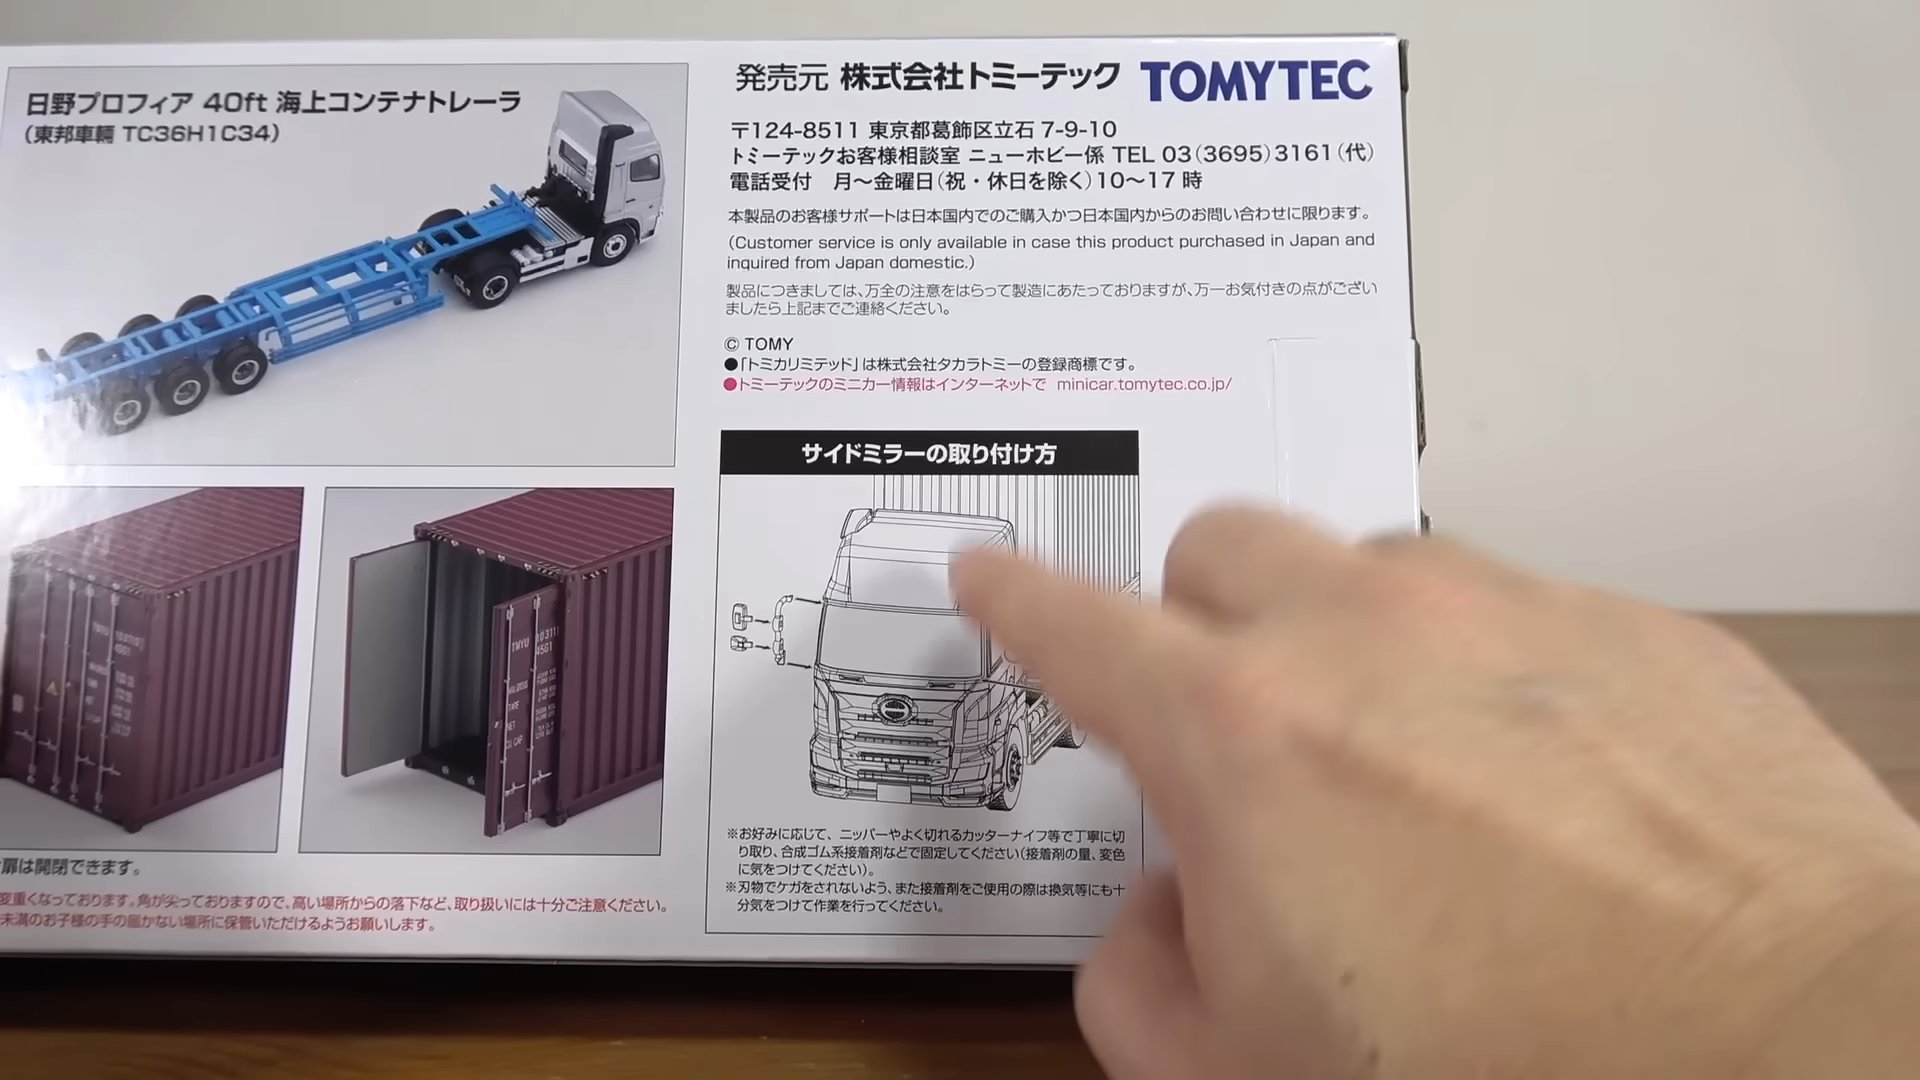 日野プロフィア 40ft 海上コンテナトレーラ
（東邦車輛 TC36H1C34）
発売元 株式会社トミーテック TOMYTEC
〒124-8511 東京都葛飾区立石 7-9-10
トミーテックお客様相談室 ニューホビー係 TEL 03(3695)3161(代)
電話受付　月～金曜日(祝・休日を除く)10～17 時
本製品のお客様サポートは日本国内でのご購入かつ日本国内からのお問い合わせに限ります。
(Customer service is only available in case this product purchased in Japan and
inquired from Japan domestic.)
製品につきましては、万全の注意をはらって製造にあたっておりますが、万一お気付きの点がござい
ましたら上記までご連絡ください。
© TOMY
●「トミカリミテッド」は株式会社タカラトミーの登録商標です。
●トミーテックのミニカー情報はインターネットで minicar.tomytec.co.jp/
サイドミラーの取り付け方
※お好みに応じて、ニッパーやよく切れるカッターナイフ等で丁寧に切
り取り、合成ゴム系接着剤などで固定してください(接着剤の量、変色
に気をつけてください)。
※刃物でケガをされないよう、また接着剤をご使用の際は換気等にも十
分気をつけて作業を行ってください。
TMYU
45G1
TARE
NET
扉は開閉できます。
変重くなっております。角が尖っておりますので、高い場所からの落下など、取り扱いには十分ご注意ください。
未満のお子様の手の届かない場所に保管いただけるようお願いします。